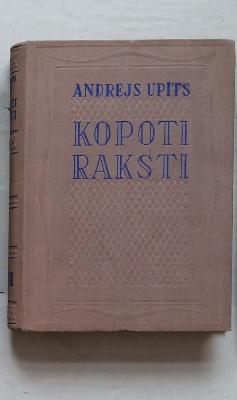 ANDREJS UPĪTS
KOPOTI
RAKSTI